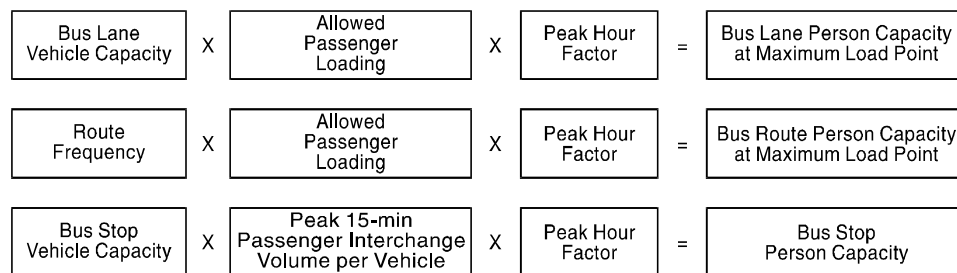 Bus Lane
Vehicle Capacity
X
Allowed
Passenger
Loading
X
Peak Hour
Factor
=
Bus Lane Person Capacity
at Maximum Load Point
Route
Frequency
X
Allowed
Passenger
Loading
X
Peak Hour
Factor
=
Bus Route Person Capacity
at Maximum Load Point
Bus Stop
Vehicle Capacity
X
Peak 15-min
Passenger Interchange
Volume per Vehicle
X
Peak Hour
Factor
=
Bus Stop
Person Capacity